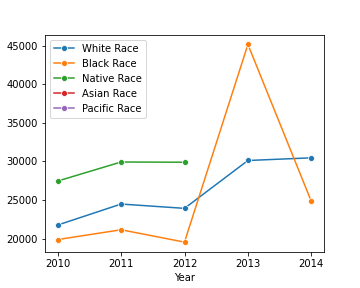 45000
40000
35000
30000
25000
20000
White Race
Black Race
Native Race
Asian Race
Pacific Race
2010 2011 2012 2013 2014
Year